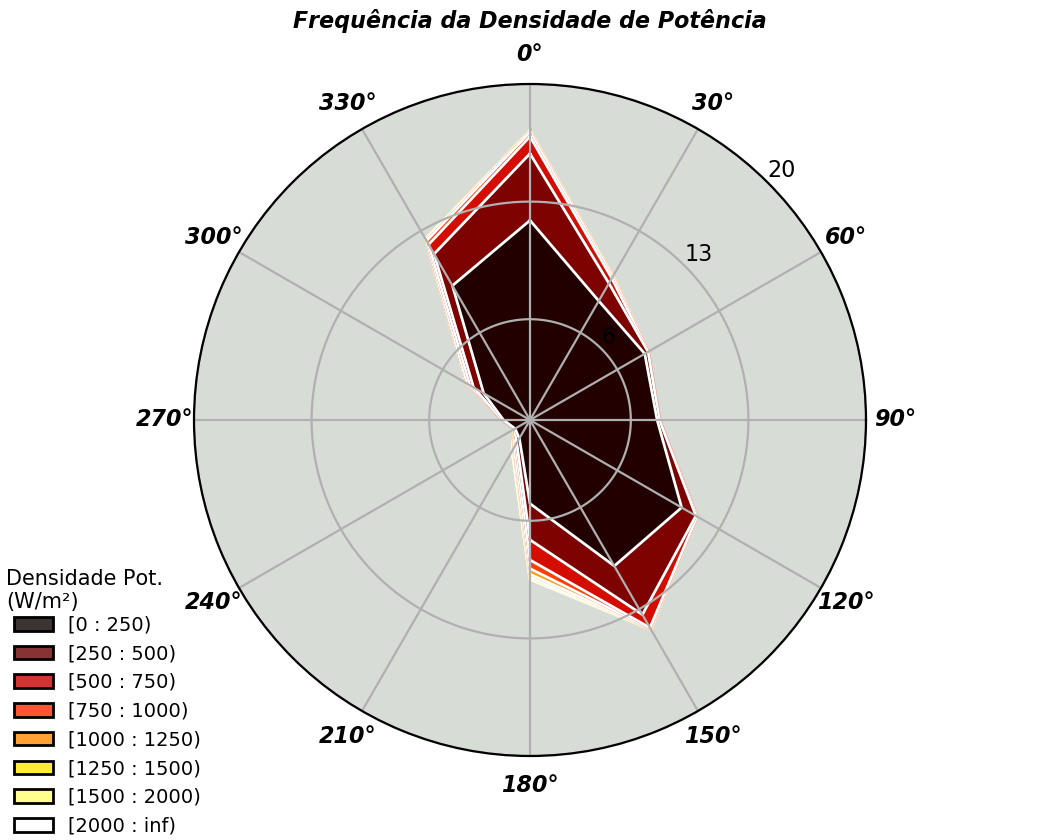 Frequência da Densidade de Potência
0°
330°
30°
20
300°
60°
13
6
270°
90°
240°
120°
210°
150°
180°
Densidade Pot.
(W/m²)
[0 : 250)
[250 : 500)
[500 : 750)
[750 : 1000)
[1000 : 1250)
[1250 : 1500)
[1500 : 2000)
[2000 : inf)